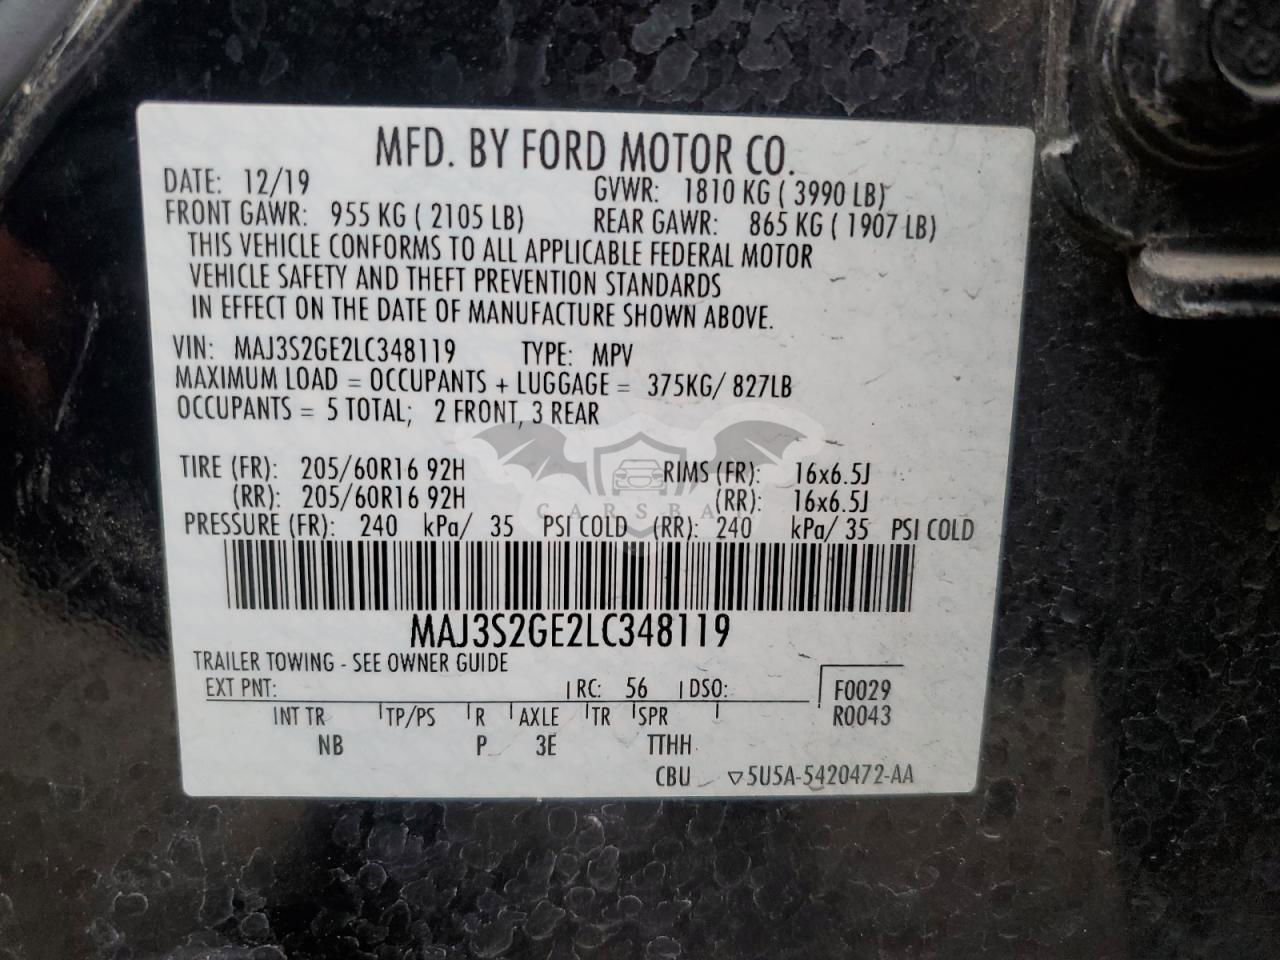 MFD. BY FORD MOTOR CO.
DATE: 12/19 GVWR: 1810 KG ( 3990 LB)
FRONT GAWR: 955 KG ( 2105 LB) REAR GAWR: 865 KG ( 1907 LB)
THIS VEHICLE CONFORMS TO ALL APPLICABLE FEDERAL MOTOR
VEHICLE SAFETY AND THEFT PREVENTION STANDARDS
IN EFFECT ON THE DATE OF MANUFACTURE SHOWN ABOVE.
VIN: MAJ3S2GE2LC348119 TYPE: MPV
MAXIMUM LOAD = OCCUPANTS + LUGGAGE = 375KG/ 827LB
OCCUPANTS = 5 TOTAL; 2 FRONT, 3 REAR
TIRE (FR): 205/60R16 92H RIMS (FR): 16x6.5J
(RR): 205/60R16 92H (RR): 16x6.5J
CARSBA
PRESSURE (FR): 240 kPa/ 35 PSI COLD (RR): 240 kPa/ 35 PSI COLD
MAJ3S2GE2LC348119
TRAILER TOWING - SEE OWNER GUIDE
EXT PNT: RC: 56 DSO: F0029
INT TR TP/PS R AXLE TR SPR R0043
NB P 3E TTHH
CBU ▽5U5A-5420472-AA